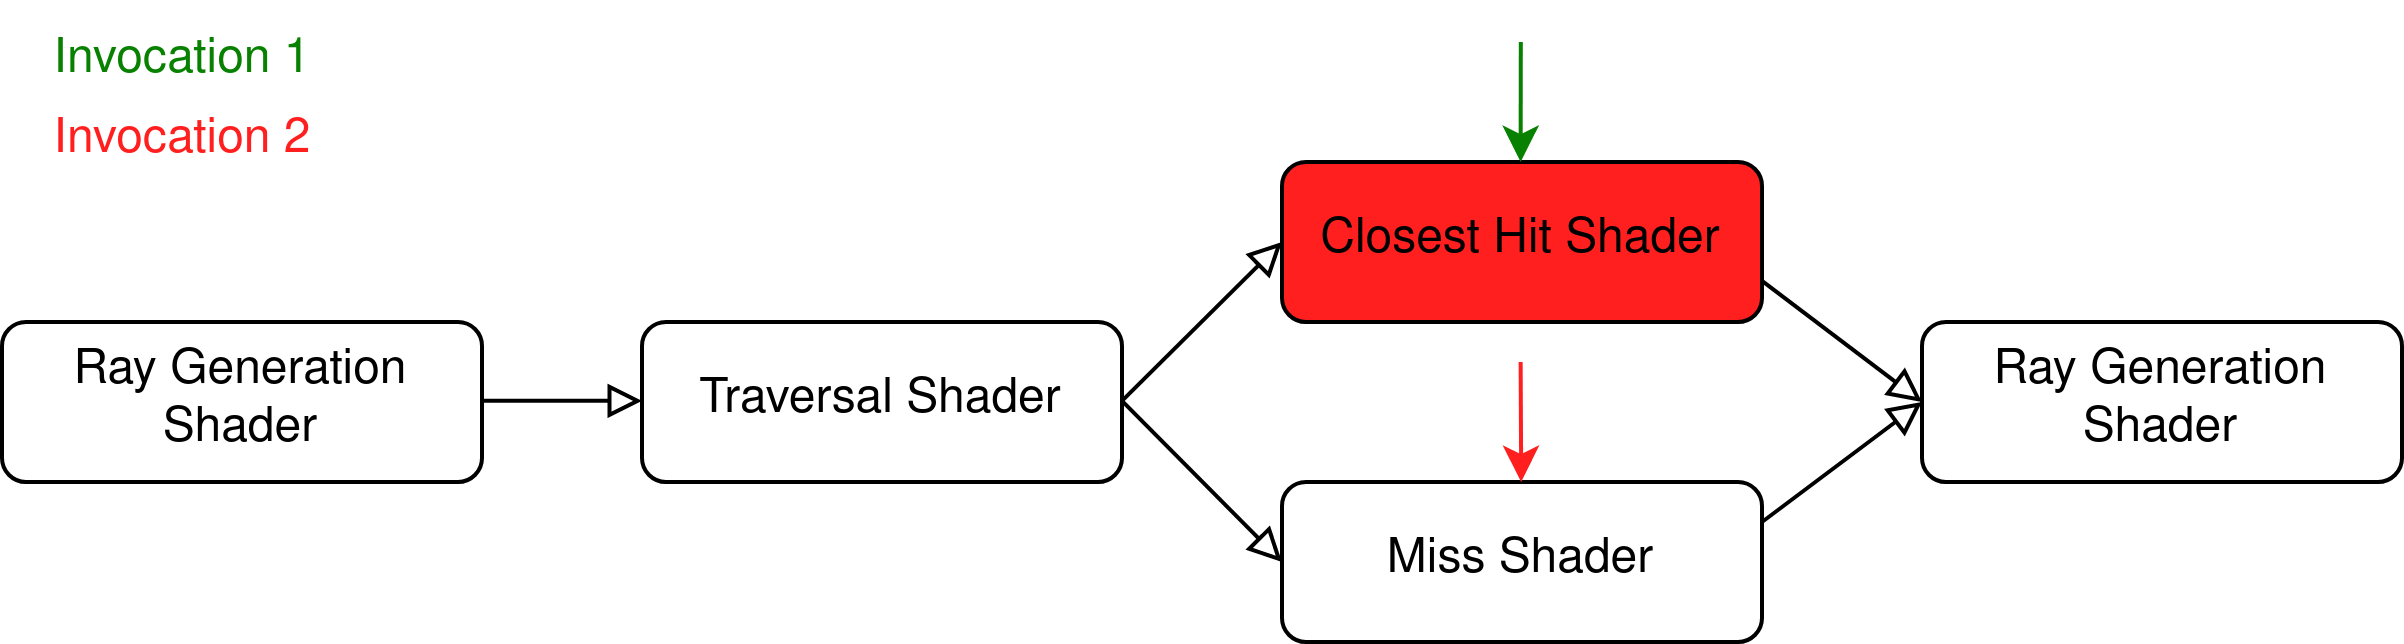 Invocation 1
Invocation 2
Closest Hit Shader
Ray Generation
Shader
Traversal Shader
Ray Generation
Shader
Miss Shader